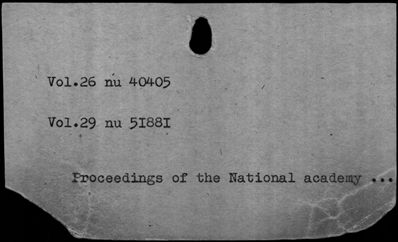 Vol.26 nu 40405
Vol.29 nu 51881
Proceedings of the National academy ...